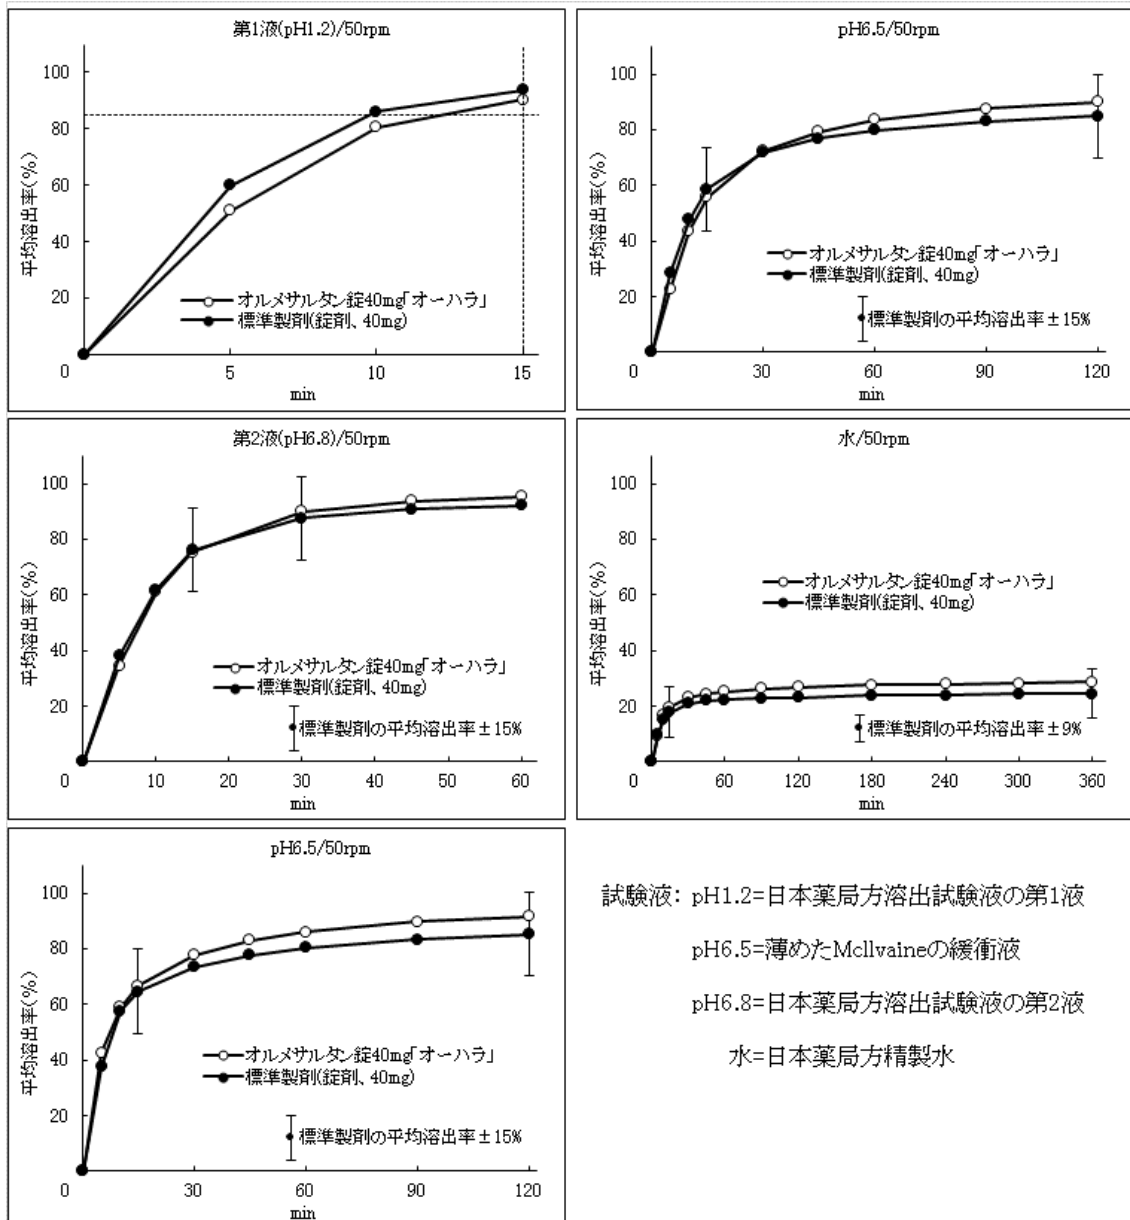 第1液(pH1.2)/50rpm
平均溶出率(%)
100
80
60
40
20
0
5
10
15
min
オルメサルタン錠40mg「オーハラ」
標準製剤(錠剤、40mg)
pH6.5/50rpm
平均溶出率(%)
100
80
60
40
20
0
30
60
90
120
min
オルメサルタン錠40mg「オーハラ」
標準製剤(錠剤、40mg)
標準製剤の平均溶出率±15%
第2液(pH6.8)/50rpm
平均溶出率(%)
100
80
60
40
20
0
10
20
30
40
50
60
min
オルメサルタン錠40mg「オーハラ」
標準製剤(錠剤、40mg)
標準製剤の平均溶出率±15%
水/50rpm
平均溶出率(%)
100
80
60
40
20
0
60
120
180
240
300
360
min
オルメサルタン錠40mg「オーハラ」
標準製剤(錠剤、40mg)
標準製剤の平均溶出率±9%
pH6.5/50rpm
平均溶出率(%)
100
80
60
40
20
0
30
60
90
120
min
オルメサルタン錠40mg「オーハラ」
標準製剤(錠剤、40mg)
標準製剤の平均溶出率±15%
試験液: pH1.2=日本薬局方溶出試験液の第1液
pH6.5=薄めたMcIlvaineの緩衝液
pH6.8=日本薬局方溶出試験液の第2液
水=日本薬局方精製水